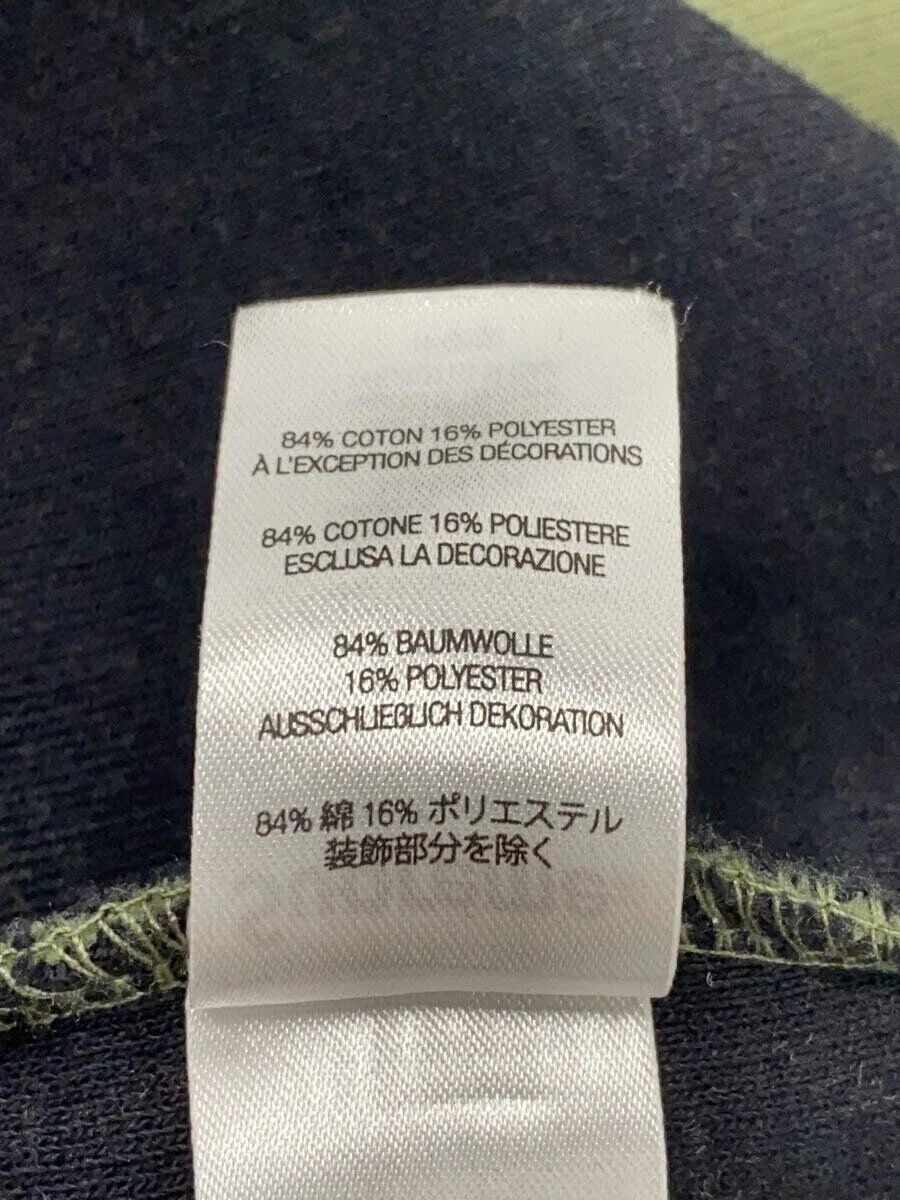 84% COTON 16% POLYESTER
À L'EXCEPTION DES DÉCORATIONS
84% COTONE 16% POLIESTERE
ESCLUSA LA DECORAZIONE
84% BAUMWOLLE
16% POLYESTER
AUSSCHLIEßLICH DEKORATION
84% 綿 16% ポリエステル
装飾部分を除く